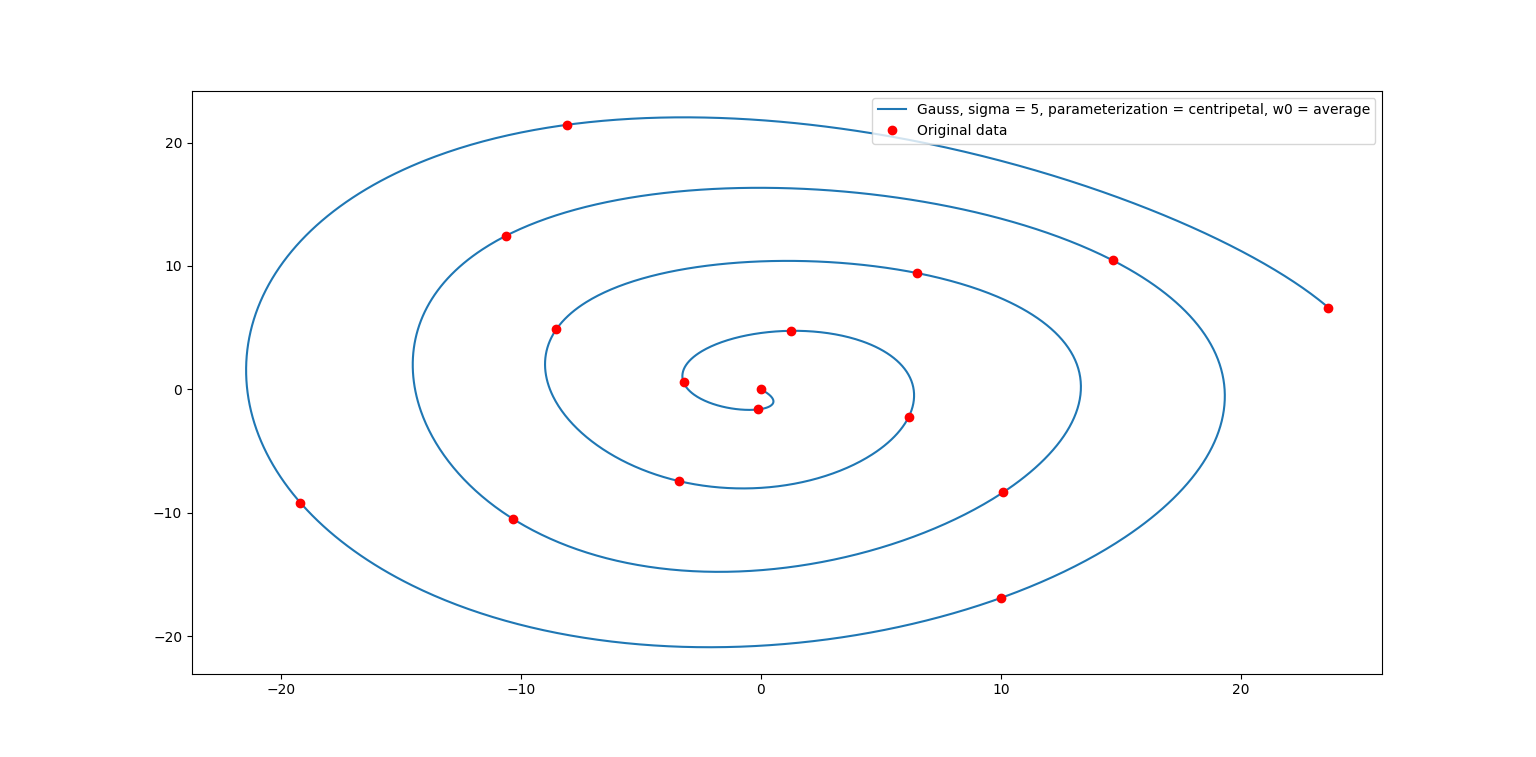 Gauss, sigma = 5, parameterization = centripetal, w0 = average
Original data
20
10
0
−10
−20
−20 −10 0 10 20